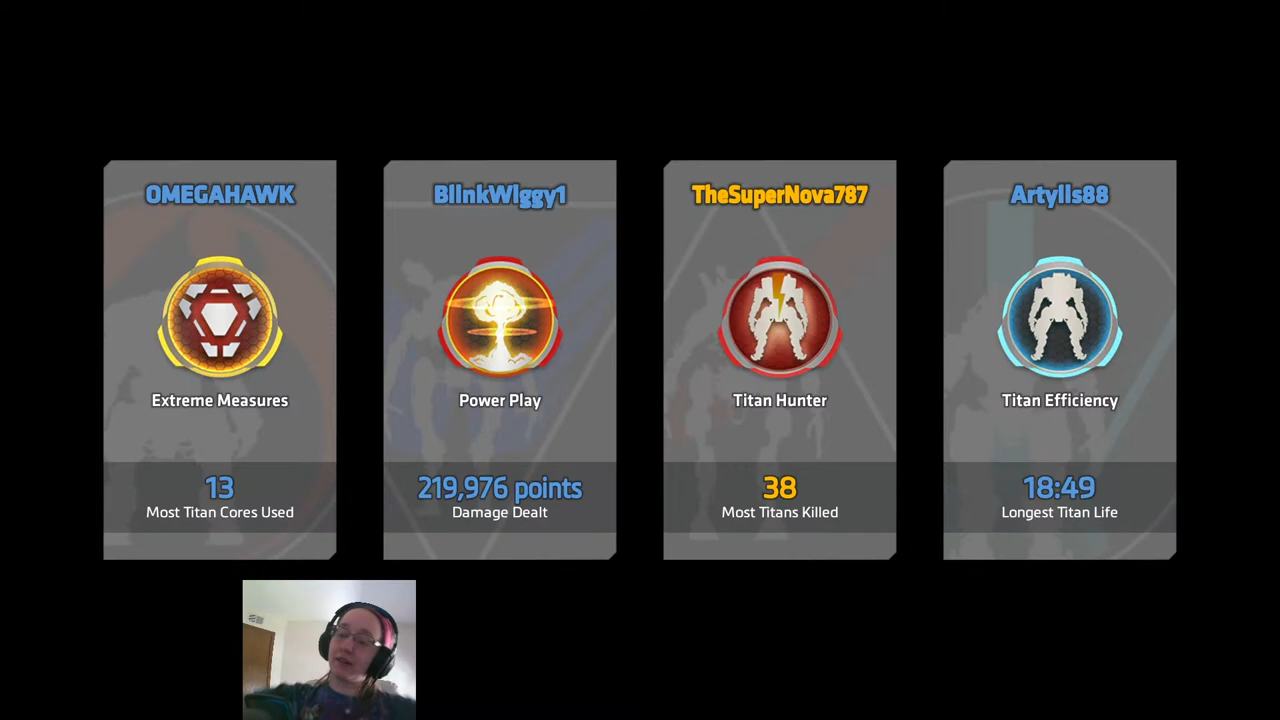 OMEGAHAWK
Extreme Measures
13
Most Titan Cores Used
BlinkWiggy1
Power Play
219,976 points
Damage Dealt
TheSuperNova787
Titan Hunter
38
Most Titans Killed
Artylls88
Titan Efficiency
18:49
Longest Titan Life